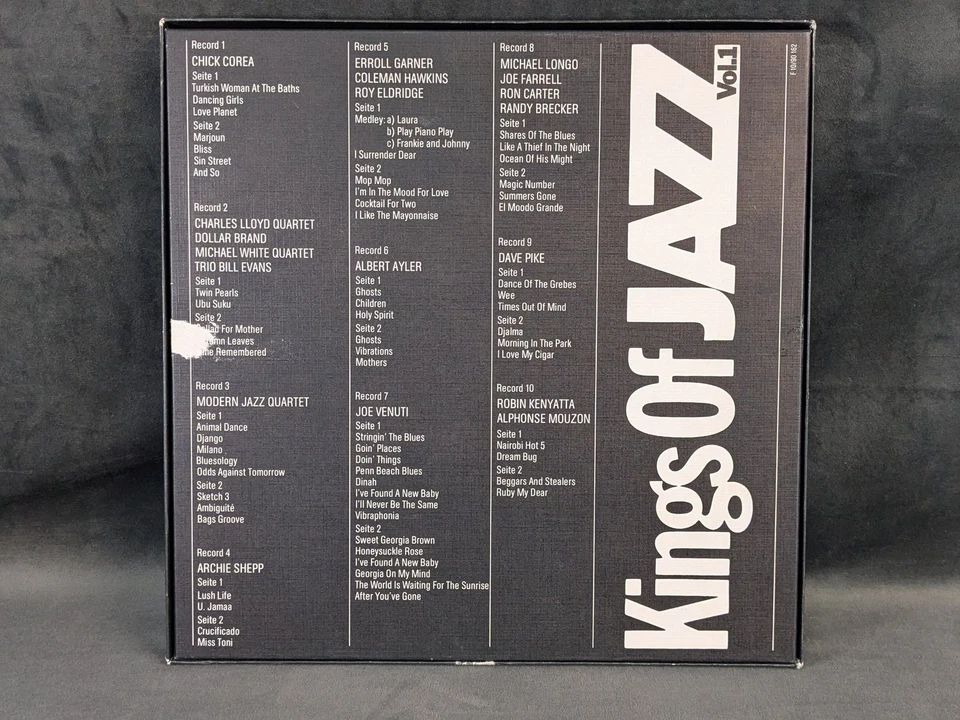 Record 1
CHICK COREA
Seite 1
Turkish Woman At The Baths
Dancing Girls
Love Planet
Seite 2
Marjoun
Bliss
Sin Street
And So
Record 2
CHARLES LLOYD QUARTET
DOLLAR BRAND
MICHAEL WHITE QUARTET
TRIO BILL EVANS
Seite 1
Twin Pearls
Ubu Suku
Seite 2
For Mother
Leaves
Remembered
Record 3
MODERN JAZZ QUARTET
Seite 1
Animal Dance
Django
Milano
Bluesology
Odds Against Tomorrow
Seite 2
Sketch 3
Ambiguité
Bags Groove
Record 4
ARCHIE SHEPP
Seite 1
Lush Life
U. Jamaa
Seite 2
Crucificado
Miss Toni
Record 5
ERROLL GARNER
COLEMAN HAWKINS
ROY ELDRIDGE
Seite 1
Medley: a) Laura
b) Play Piano Play
c) Frankie and Johnny
I Surrender Dear
Seite 2
Mop Mop
I'm In The Mood For Love
Cocktail For Two
I Like The Mayonnaise
Record 6
ALBERT AYLER
Seite 1
Ghosts
Children
Holy Spirit
Seite 2
Ghosts
Vibrations
Mothers
Record 7
JOE VENUTI
Seite 1
Stringin' The Blues
Goin' Places
Doin' Things
Penn Beach Blues
Dinah
I've Found A New Baby
I'll Never Be The Same
Vibraphonia
Seite 2
Sweet Georgia Brown
Honeysuckle Rose
I've Found A New Baby
Georgia On My Mind
The World Is Waiting For The Sunrise
After You've Gone
Record 8
MICHAEL LONGO
JOE FARRELL
RON CARTER
RANDY BRECKER
Seite 1
Shares Of The Blues
Like A Thief In The Night
Ocean Of His Might
Seite 2
Magic Number
Summers Gone
El Moodo Grande
Record 9
DAVE PIKE
Seite 1
Dance Of The Grebes
Wee
Times Out Of Mind
Seite 2
Djalma
Morning In The Park
I Love My Cigar
Record 10
ROBIN KENYATTA
ALPHONSE MOUZON
Seite 1
Nairobi Hot 5
Dream Bug
Seite 2
Beggars And Stealers
Ruby My Dear
Kings Of JAZZ
Vol.1
F 10/90 162